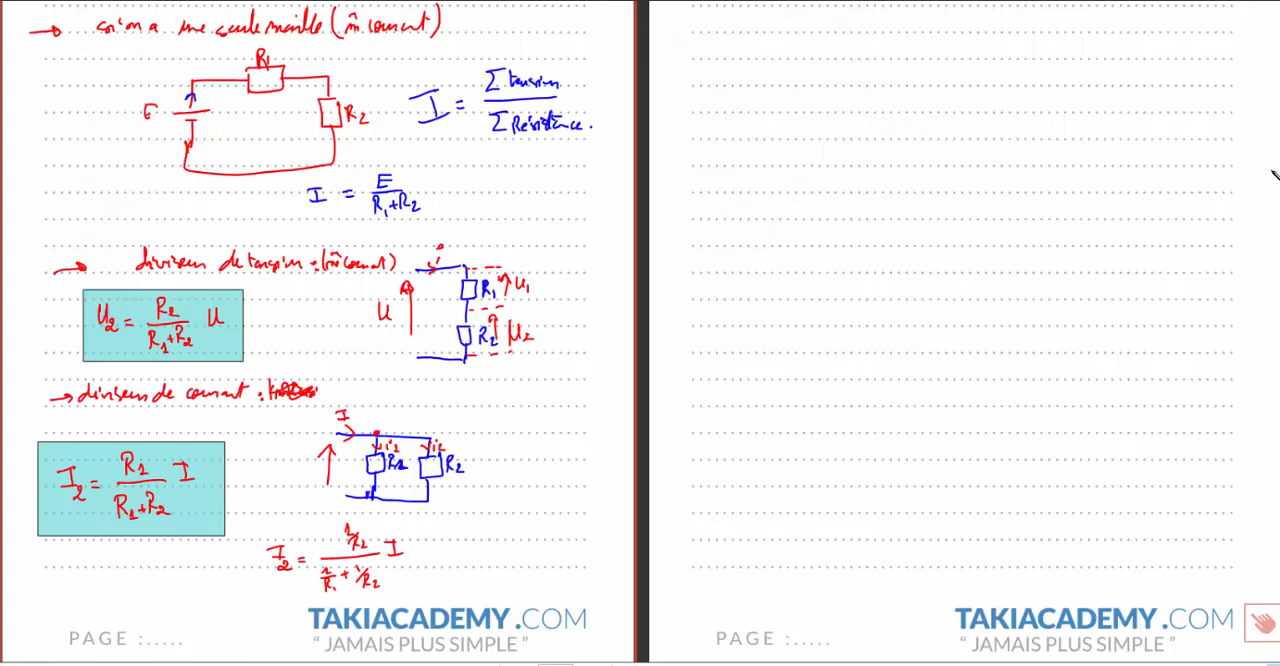 → si on a une seule maille (m̂ courant)
R1
E
R2
I = Σ tension / Σ Résistance.
I = E / R1+R2
→ diviseur de tension : (m̂ courant)
i
U2 = R2 / R1+R2 U
U
R1
U1
R2
U2
→ diviseur de courant :
I
i1
i2
R1
R2
I2 = R1 / R1+R2 I
I2 = 1/R2 / 1/R1 + 1/R2 I
TAKIACADEMY.COM
PAGE :.....
“ JAMAIS PLUS SIMPLE ”
TAKIACADEMY.COM
PAGE :.....
“ JAMAIS PLUS SIMPLE ”